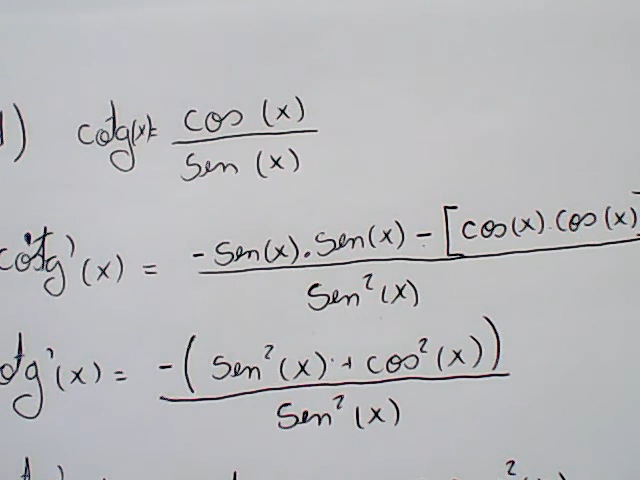 1) cotg(x)= cos (x) / sen (x)
cotg'(x) = -sen(x).sen(x) - [cos(x).cos(x)] / sen²(x)
otg'(x) = -(sen²(x) + cos²(x)) / sen²(x)